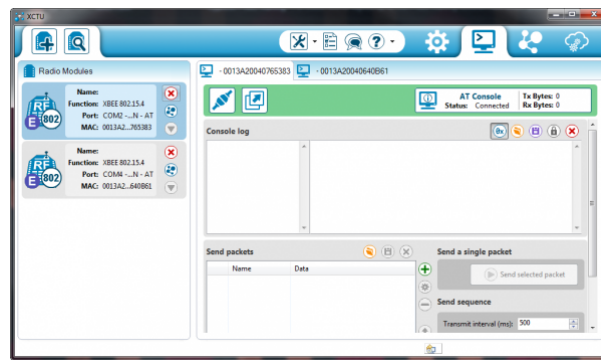 XCTU
Radio Modules
Name:
Function: XBEE 802.15.4
Port: COM2 -...N - AT
MAC: 0013A2...765383
RF
E 802
Name:
Function: XBEE 802.15.4
Port: COM4 -...N - AT
MAC: 0013A2...640B61
RF
E 802
- 0013A20040765383
- 0013A20040640B61
AT Console
Status: Connected
Tx Bytes: 0
Rx Bytes: 0
Console log
Send packets
Name Data
Send a single packet
Send selected packet
Send sequence
Transmit interval (ms): 500